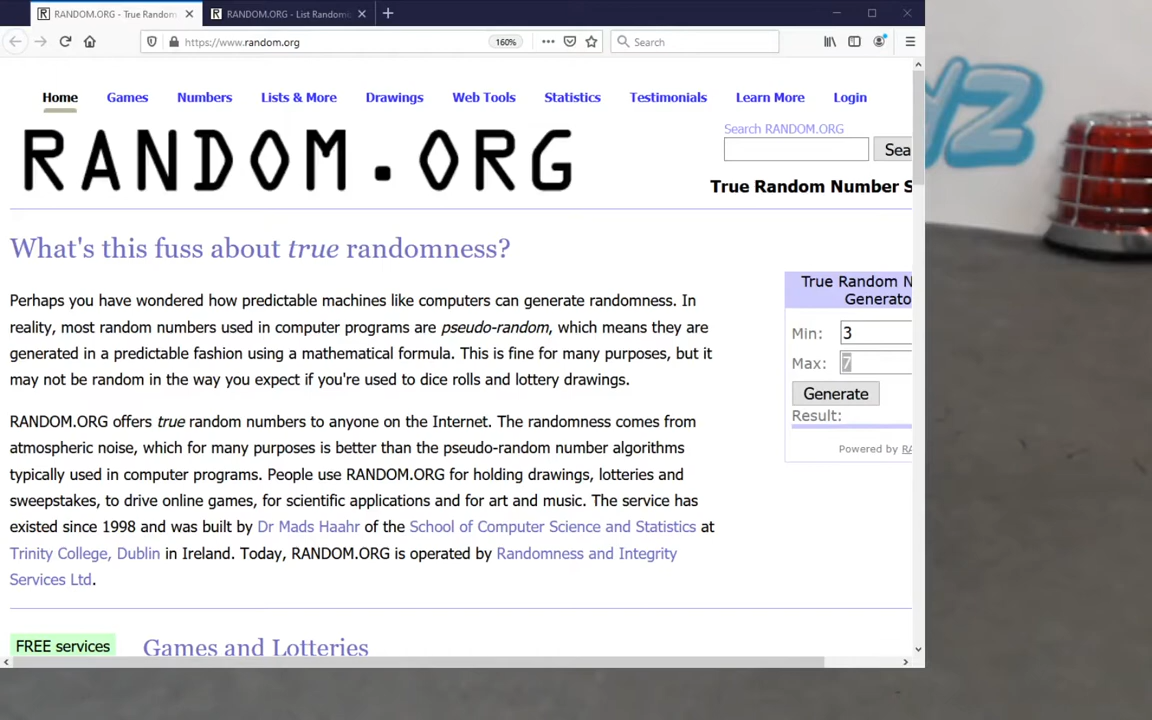 RANDOM.ORG - True Random
RANDOM.ORG - List Random
https://www.random.org
160%
Search
Home Games Numbers Lists & More Drawings Web Tools Statistics Testimonials Learn More Login
RANDOM.ORG
Search RANDOM.ORG
Sea
True Random Number S
What's this fuss about true randomness?
Perhaps you have wondered how predictable machines like computers can generate randomness. In
reality, most random numbers used in computer programs are pseudo-random, which means they are
generated in a predictable fashion using a mathematical formula. This is fine for many purposes, but it
may not be random in the way you expect if you're used to dice rolls and lottery drawings.
RANDOM.ORG offers true random numbers to anyone on the Internet. The randomness comes from
atmospheric noise, which for many purposes is better than the pseudo-random number algorithms
typically used in computer programs. People use RANDOM.ORG for holding drawings, lotteries and
sweepstakes, to drive online games, for scientific applications and for art and music. The service has
existed since 1998 and was built by Dr Mads Haahr of the School of Computer Science and Statistics at
Trinity College, Dublin in Ireland. Today, RANDOM.ORG is operated by Randomness and Integrity
Services Ltd.
True Random N
Generato
Min: 3
Max: 7
Generate
Result:
Powered by RA
FREE services
Games and Lotteries